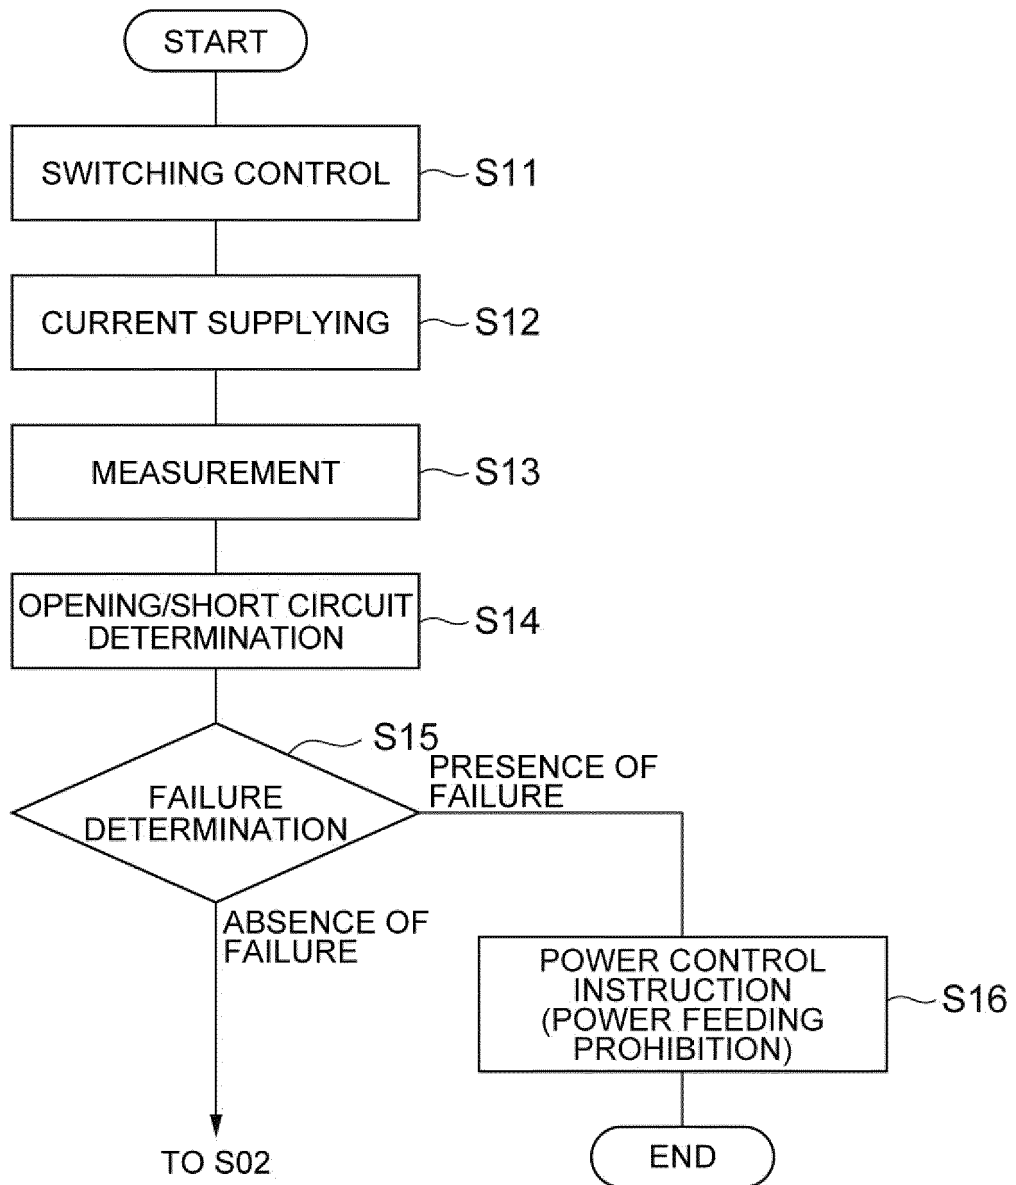 START
SWITCHING CONTROL
S11
CURRENT SUPPLYING
S12
MEASUREMENT
S13
OPENING/SHORT CIRCUIT
DETERMINATION
S14
S15
FAILURE
DETERMINATION
PRESENCE OF
FAILURE
ABSENCE OF
FAILURE
POWER CONTROL
INSTRUCTION
(POWER FEEDING
PROHIBITION)
S16
TO S02
END